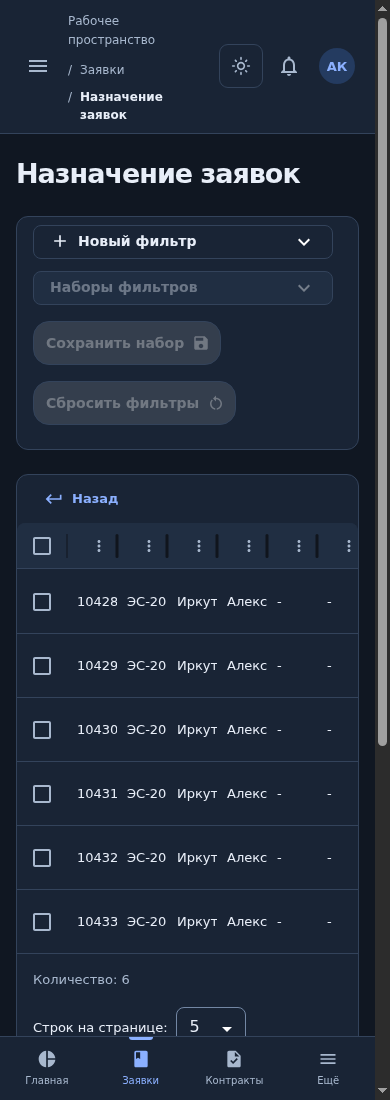 Рабочее
пространство
/ Заявки
/ Назначение
заявок
АК
Назначение заявок
Новый фильтр
Наборы фильтров
Сохранить набор
Сбросить фильтры
Назад
10428 ЭС-20 Иркут Алекс - -
10429 ЭС-20 Иркут Алекс - -
10430 ЭС-20 Иркут Алекс - -
10431 ЭС-20 Иркут Алекс - -
10432 ЭС-20 Иркут Алекс - -
10433 ЭС-20 Иркут Алекс - -
Количество: 6
Строк на странице: 5
Главная Заявки Контракты Ещё